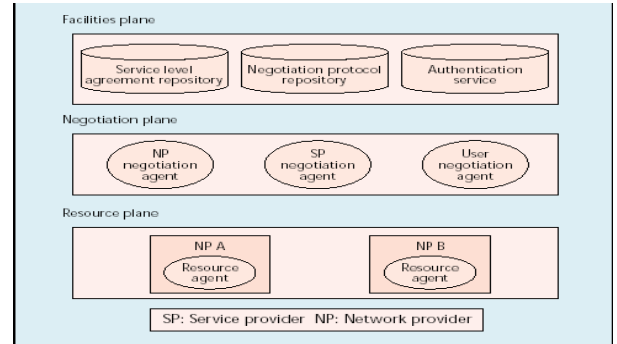 Facilities plane
Service level
agreement repository
Negotiation protocol
repository
Authentication
service
Negotiation plane
NP
negotiation
agent
SP
negotiation
agent
User
negotiation
agent
Resource plane
NP A
Resource
agent
NP B
Resource
agent
SP: Service provider NP: Network provider